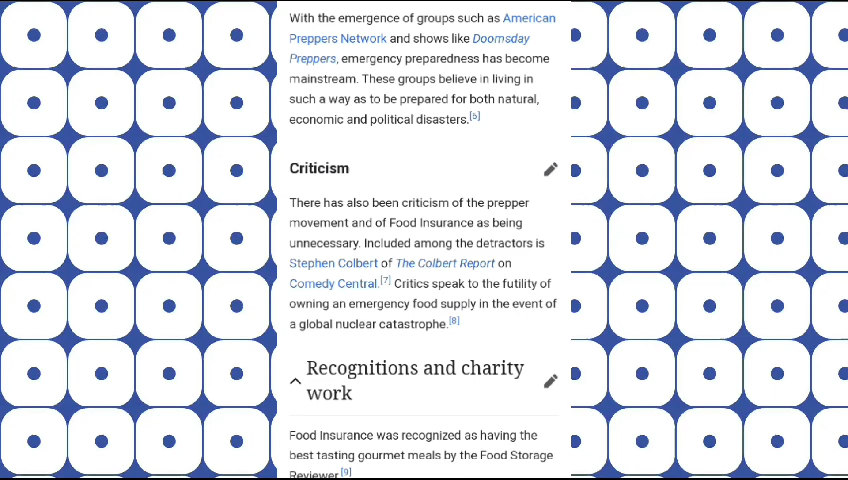 With the emergence of groups such as American
Preppers Network and shows like Doomsday
Preppers, emergency preparedness has become
mainstream. These groups believe in living in
such a way as to be prepared for both natural,
economic and political disasters.[5]
Criticism
There has also been criticism of the prepper
movement and of Food Insurance as being
unnecessary. Included among the detractors is
Stephen Colbert of The Colbert Report on
Comedy Central.[7] Critics speak to the futility of
owning an emergency food supply in the event of
a global nuclear catastrophe.[8]
Recognitions and charity
work
Food Insurance was recognized as having the
best tasting gourmet meals by the Food Storage
Reviewer.[9]